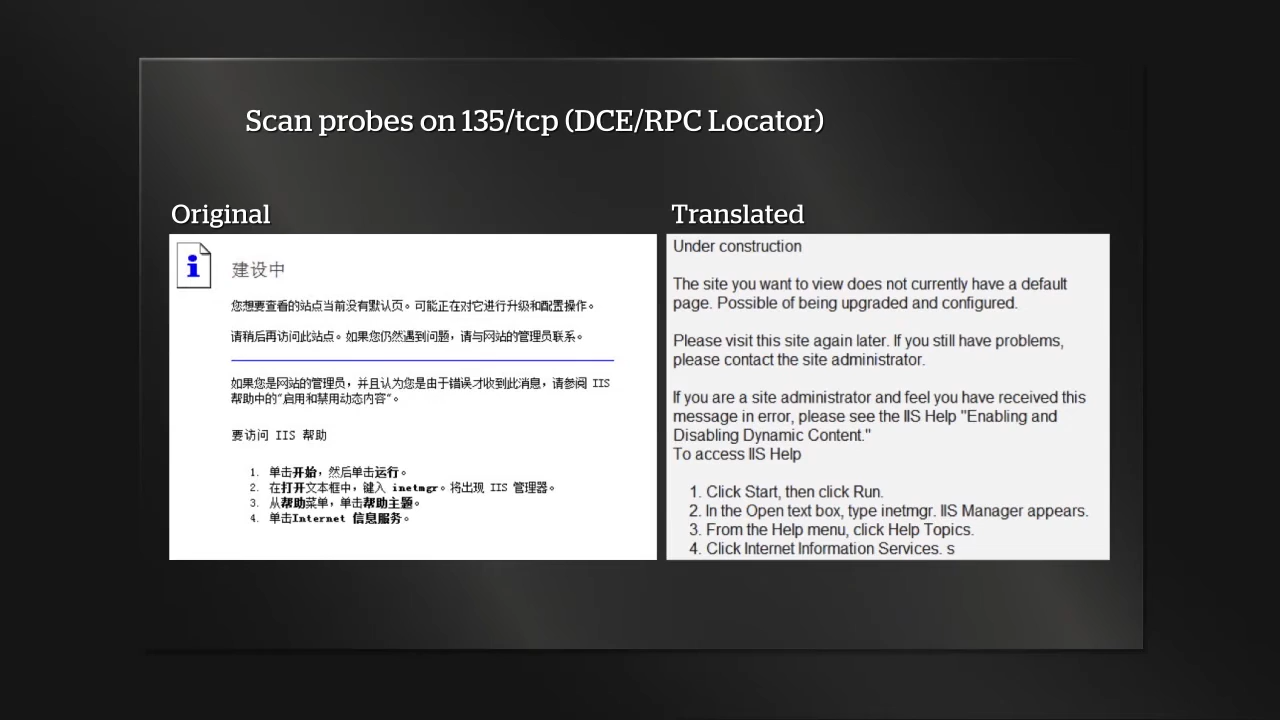 Scan probes on 135/tcp (DCE/RPC Locator)
Original
建设中
您想要查看的站点当前没有默认页。可能正在对它进行升级和配置操作。
请稍后再访问此站点。如果您仍然遇到问题，请与网站的管理员联系。
如果您是网站的管理员，并且认为您是由于错误才收到此消息，请参阅 IIS
帮助中的“启用和禁用动态内容”。
要访问 IIS 帮助
1. 单击开始，然后单击运行。
2. 在打开文本框中，键入 inetmgr。将出现 IIS 管理器。
3. 从帮助菜单，单击帮助主题。
4. 单击Internet 信息服务。
Translated
Under construction
The site you want to view does not currently have a default
page. Possible of being upgraded and configured.
Please visit this site again later. If you still have problems,
please contact the site administrator.
If you are a site administrator and feel you have received this
message in error, please see the IIS Help "Enabling and
Disabling Dynamic Content."
To access IIS Help
1. Click Start, then click Run.
2. In the Open text box, type inetmgr. IIS Manager appears.
3. From the Help menu, click Help Topics.
4. Click Internet Information Services. s